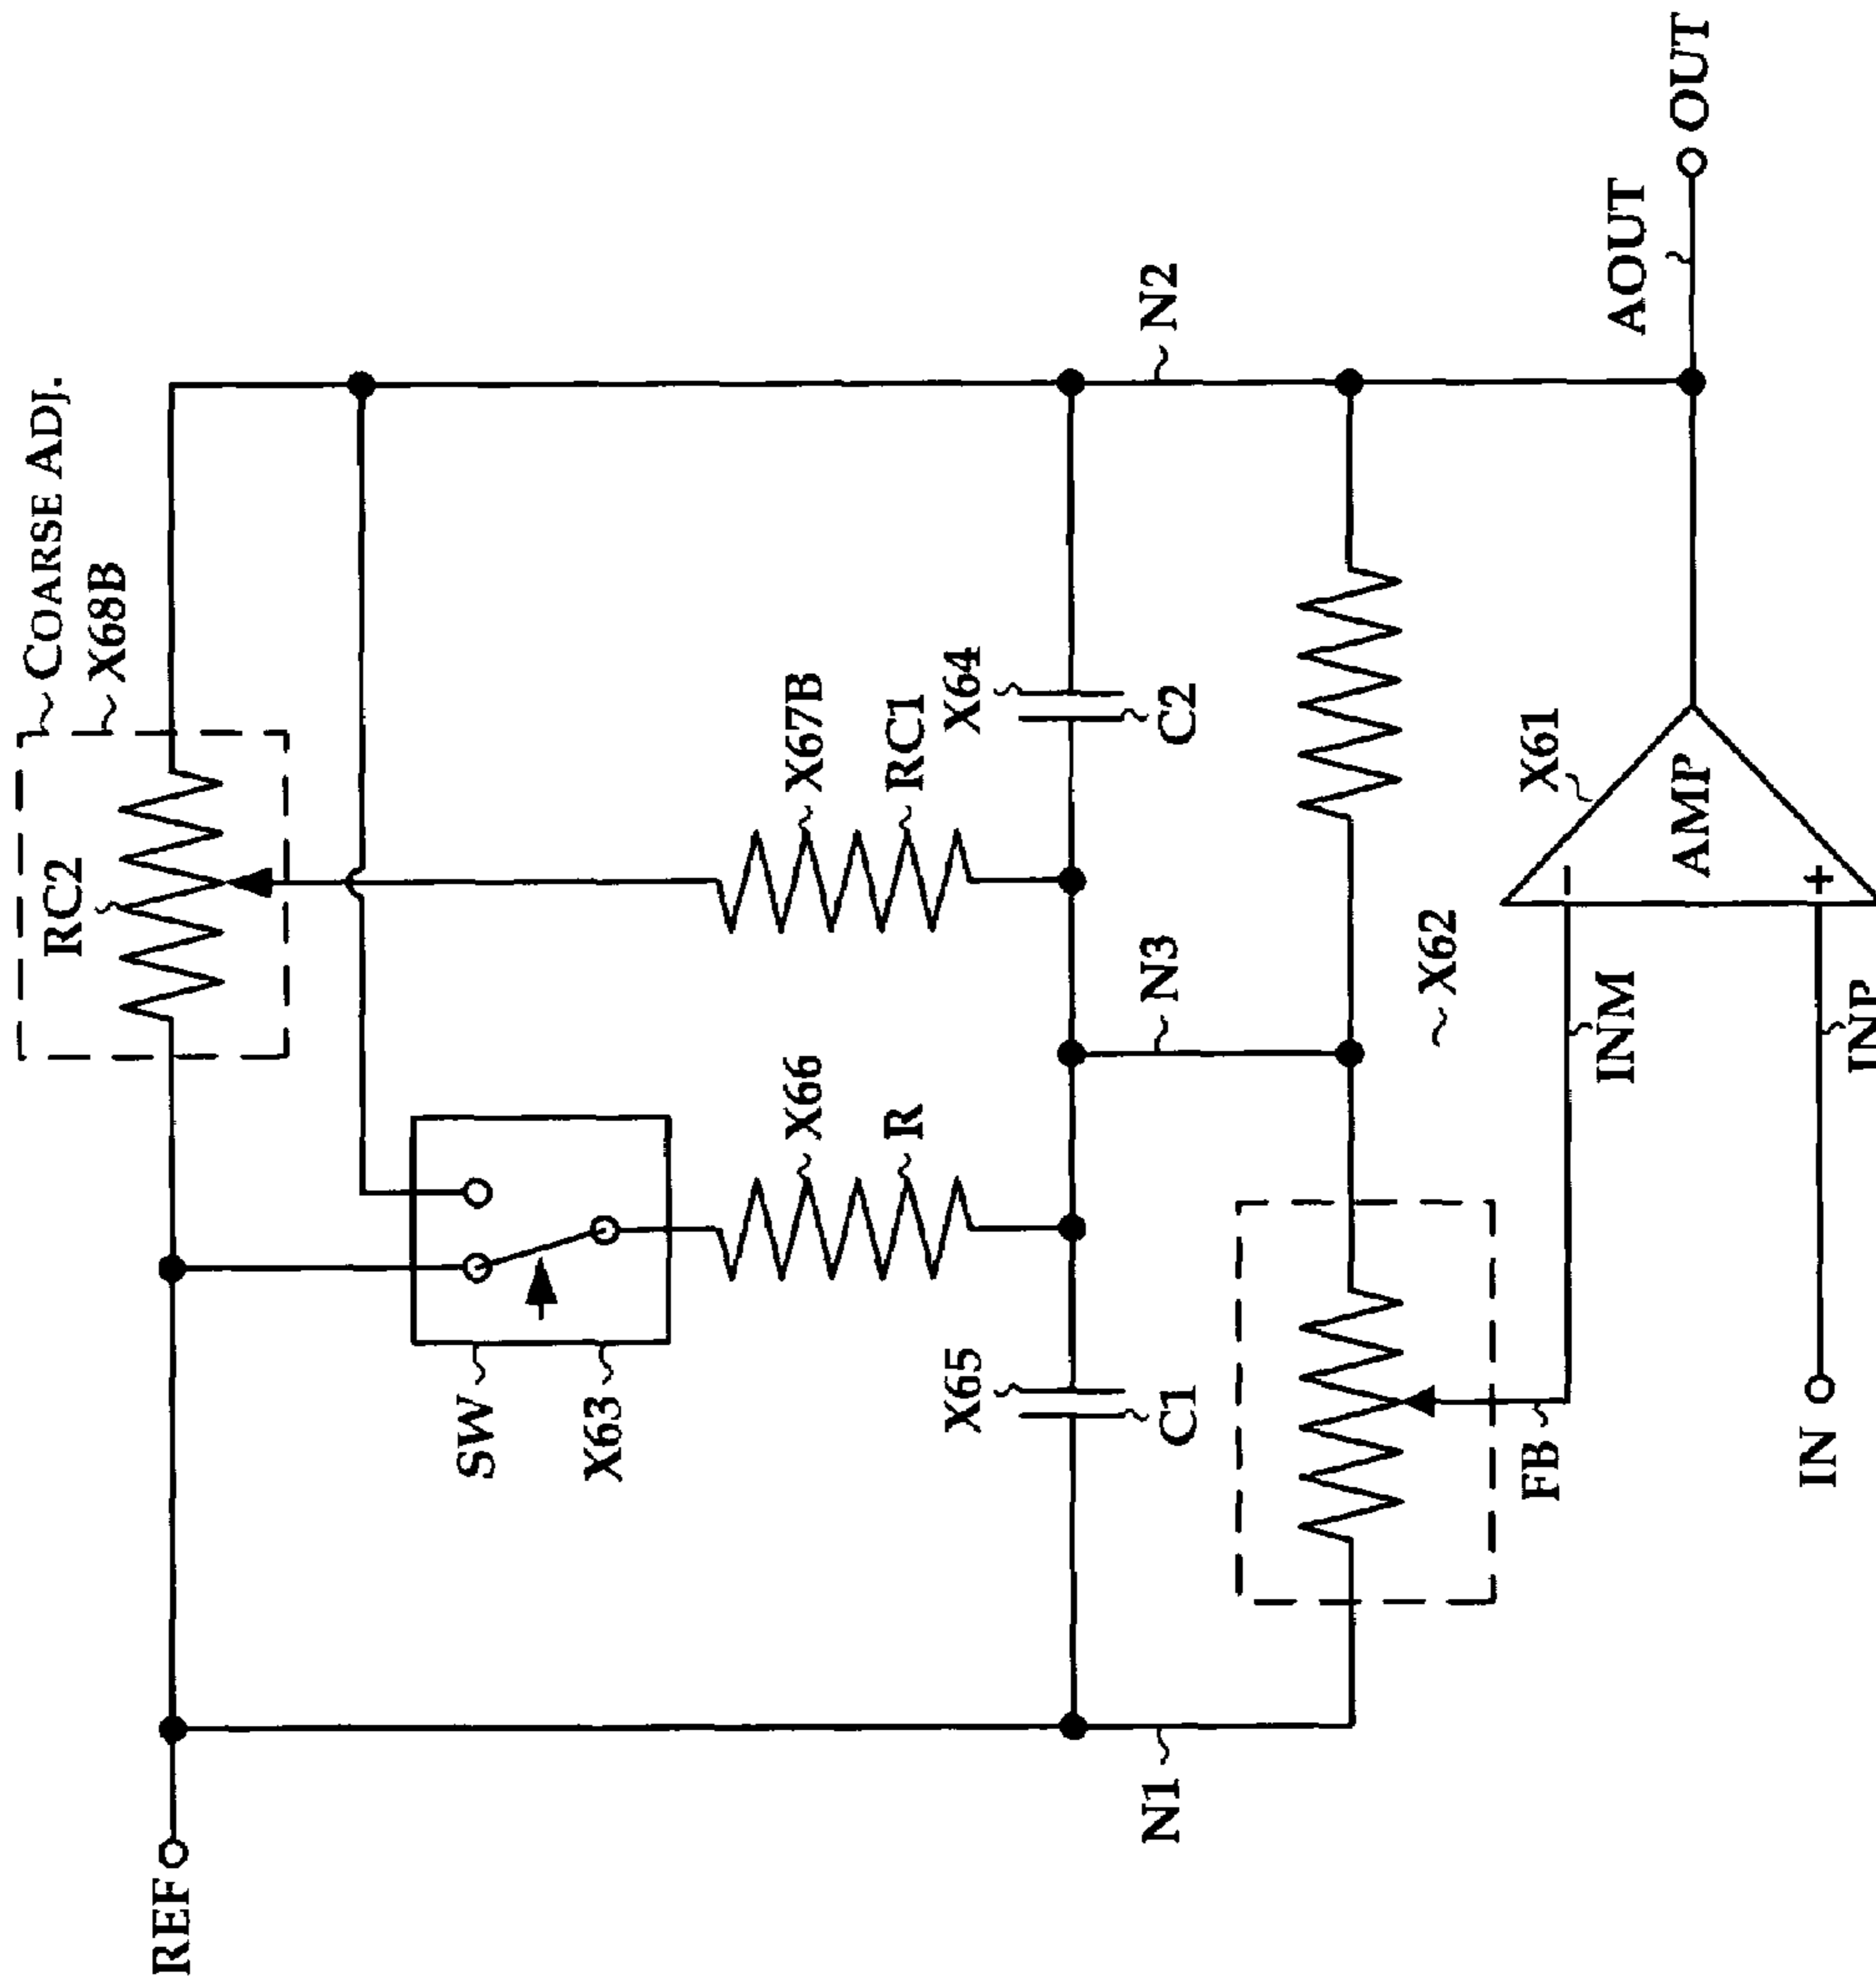 COARSE ADJ.
X68B
RC2
REF
SW
X63
X66
R
X67B
RC1
X65
C1
X64
C2
N1
N3
N2
X62
FB
INM
X61
AMP
−
+
INP
IN
AOUT
OUT